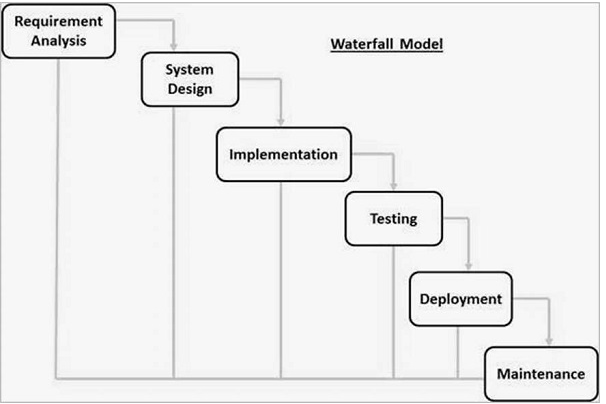 Requirement
Analysis
Waterfall Model
System
Design
Implementation
Testing
Deployment
Maintenance